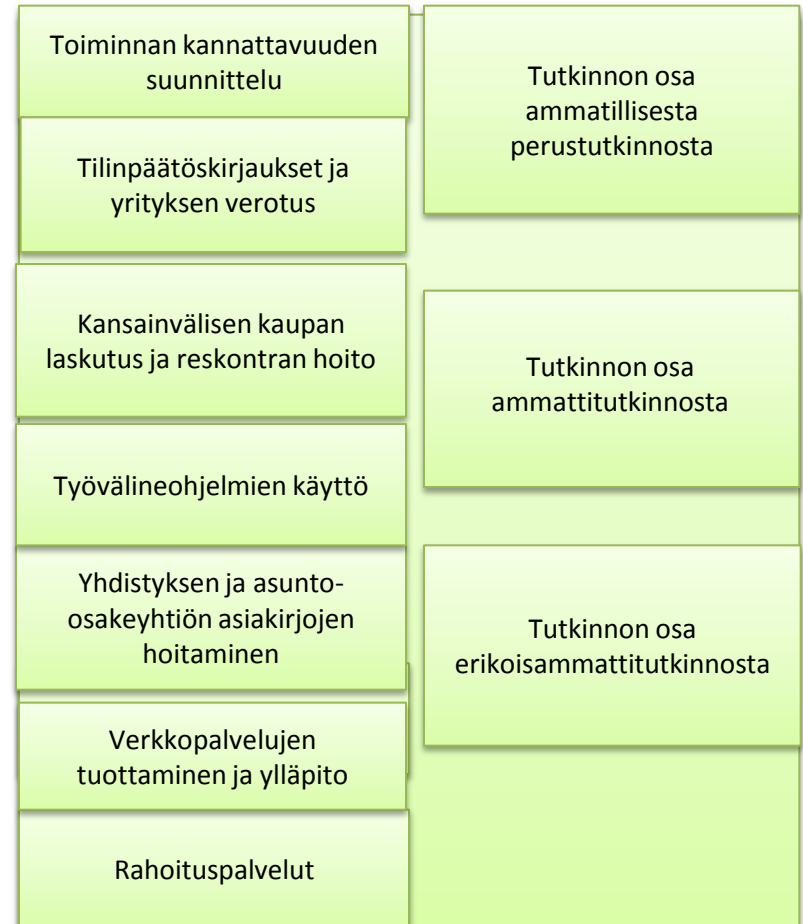 Toiminnan kannattavuuden
suunnittelu
Tilinpäätöskirjaukset ja
yrityksen verotus
Kansainvälisen kaupan
laskutus ja reskontran hoito
Työvälineohjelmien käyttö
Yhdistyksen ja asunto-
osakeyhtiön asiakirjojen
hoitaminen
Verkkopalvelujen
tuottaminen ja ylläpito
Rahoituspalvelut
Tutkinnon osa
ammatillisesta
perustutkinnosta
Tutkinnon osa
ammattitutkinnosta
Tutkinnon osa
erikoisammattitutkinnosta